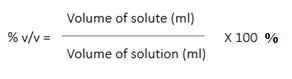 Volume of solute (ml)
% v/v = X 100 %
Volume of solution (ml)